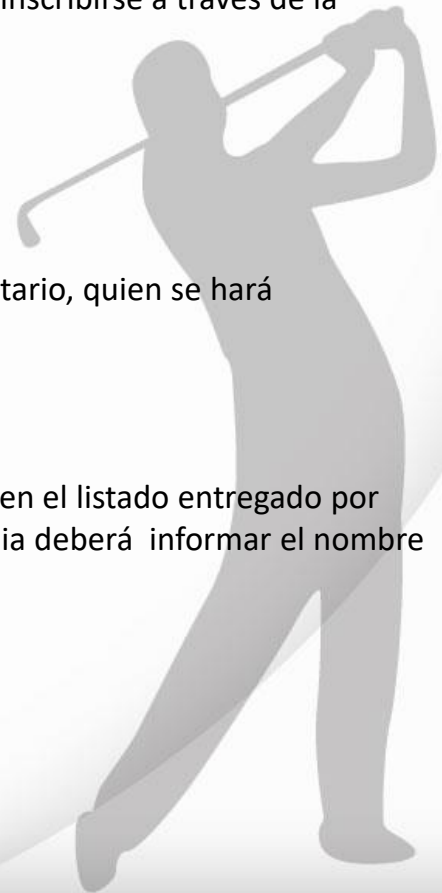 inscribirse a través de la
tario, quien se hará
en el listado entregado por
ia deberá informar el nombre